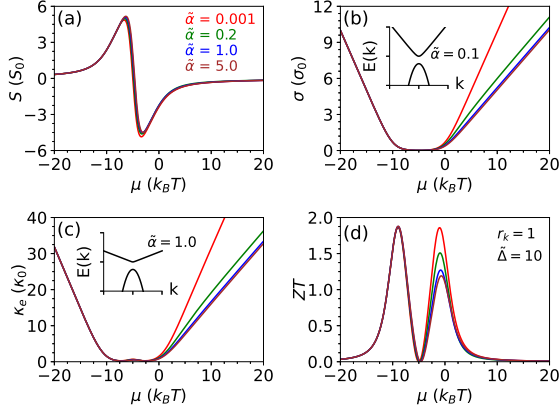 (a)
α̃ = 0.001
α̃ = 0.2
α̃ = 1.0
α̃ = 5.0
6
3
0
−3
−6
S (S₀)
−20 −10 0 10 20
μ (k_BT)
(b)
12
9
6
3
0
σ (σ₀)
E(k)
α̃ = 0.1
k
−20 −10 0 10 20
μ (k_BT)
(c)
40
30
20
10
0
κₑ (κ₀)
E(k)
α̃ = 1.0
k
−20 −10 0 10 20
μ (k_BT)
(d)
r_k = 1
Δ̃ = 10
2.0
1.5
1.0
0.5
0.0
ZT
−20 −10 0 10 20
μ (k_BT)